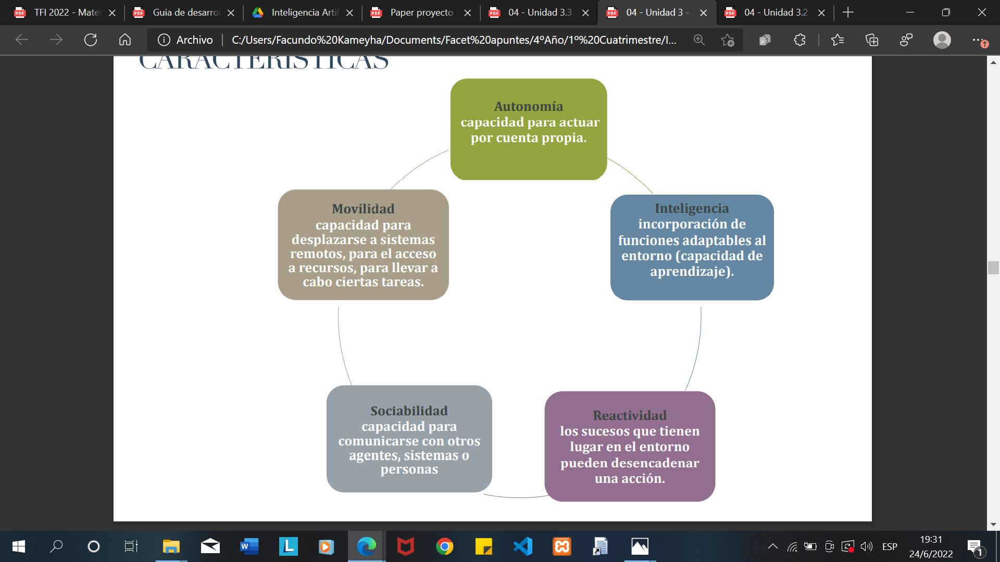 TFI 2022 - Mater
Guia de desarrol
Inteligencia Arti
Paper proyecto
04 - Unidad 3.3
04 - Unidad 3 -
04 - Unidad 3.2
Archivo
C:/Users/Facundo%20Kameyha/Documents/Facet%20apuntes/4ºAño/1º%20Cuatrimestre/I...
CARACTERISTICAS
Autonomía
capacidad para actuar
por cuenta propia.
Movilidad
capacidad para
desplazarse a sistemas
remotos, para el acceso
a recursos, para llevar a
cabo ciertas tareas.
Inteligencia
incorporación de
funciones adaptables al
entorno (capacidad de
aprendizaje).
Sociabilidad
capacidad para
comunicarse con otros
agentes, sistemas o
personas
Reactividad
los sucesos que tienen
lugar en el entorno
pueden desencadenar
una acción.
ESP
19:31
24/6/2022
1